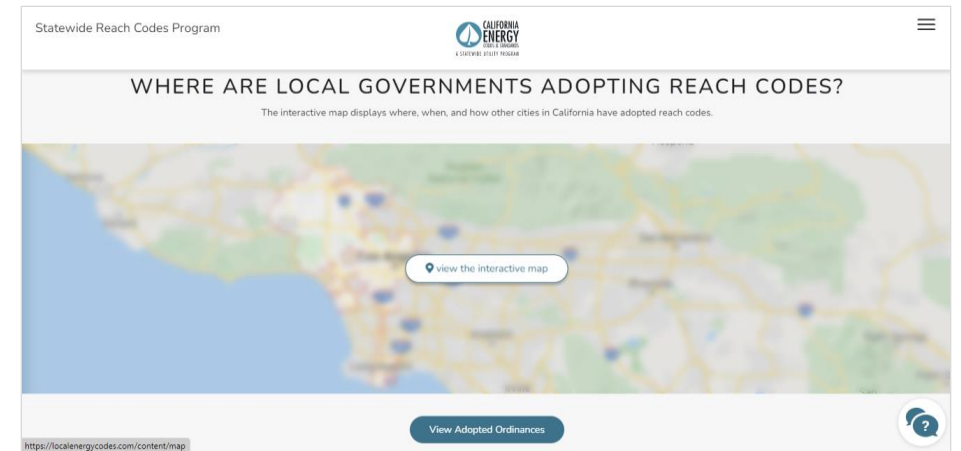 Statewide Reach Codes Program
CALIFORNIA
ENERGY
CODES & STANDARDS
A STATEWIDE UTILITY PROGRAM
WHERE ARE LOCAL GOVERNMENTS ADOPTING REACH CODES?
The interactive map displays where, when, and how other cities in California have adopted reach codes.
view the interactive map
View Adopted Ordinances
?
https://localenergycodes.com/content/map